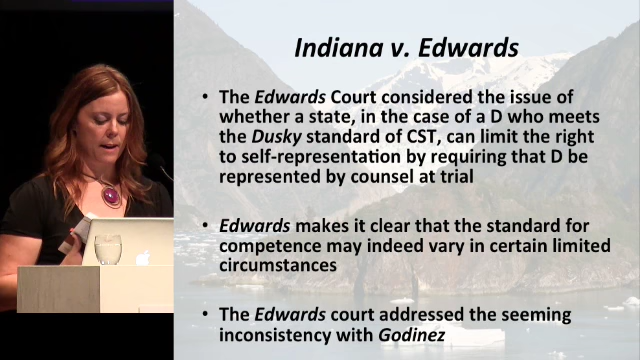 Indiana v. Edwards
• The Edwards Court considered the issue of
whether a state, in the case of a D who meets
the Dusky standard of CST, can limit the right
to self-representation by requiring that D be
represented by counsel at trial
• Edwards makes it clear that the standard for
competence may indeed vary in certain limited
circumstances
• The Edwards court addressed the seeming
inconsistency with Godinez